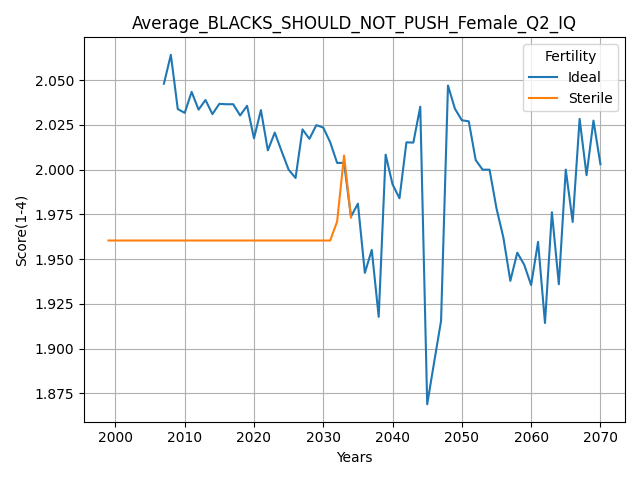 Average_BLACKS_SHOULD_NOT_PUSH_Female_Q2_IQ
Fertility
Ideal
Sterile
Score(1-4)
2.050
2.025
2.000
1.975
1.950
1.925
1.900
1.875
2000 2010 2020 2030 2040 2050 2060 2070
Years